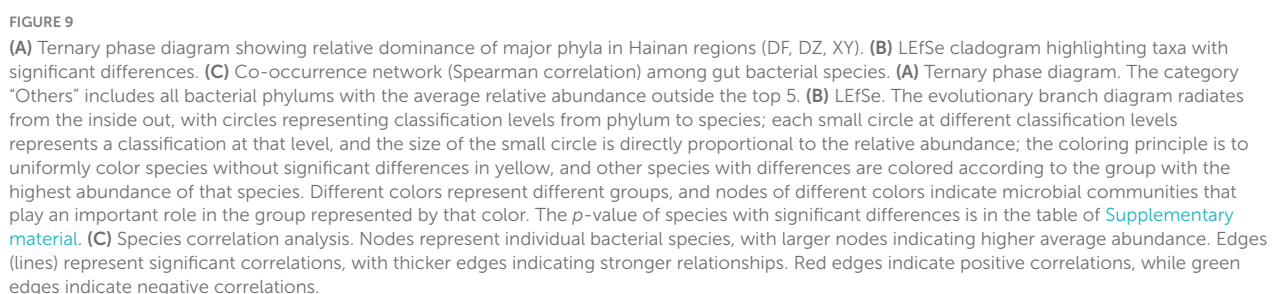 FIGURE 9
(A) Ternary phase diagram showing relative dominance of major phyla in Hainan regions (DF, DZ, XY). (B) LEfSe cladogram highlighting taxa with
significant differences. (C) Co-occurrence network (Spearman correlation) among gut bacterial species. (A) Ternary phase diagram. The category
“Others” includes all bacterial phylums with the average relative abundance outside the top 5. (B) LEfSe. The evolutionary branch diagram radiates
from the inside out, with circles representing classification levels from phylum to species; each small circle at different classification levels
represents a classification at that level, and the size of the small circle is directly proportional to the relative abundance; the coloring principle is to
uniformly color species without significant differences in yellow, and other species with differences are colored according to the group with the
highest abundance of that species. Different colors represent different groups, and nodes of different colors indicate microbial communities that
play an important role in the group represented by that color. The p-value of species with significant differences is in the table of Supplementary
material. (C) Species correlation analysis. Nodes represent individual bacterial species, with larger nodes indicating higher average abundance. Edges
(lines) represent significant correlations, with thicker edges indicating stronger relationships. Red edges indicate positive correlations, while green
edges indicate negative correlations.